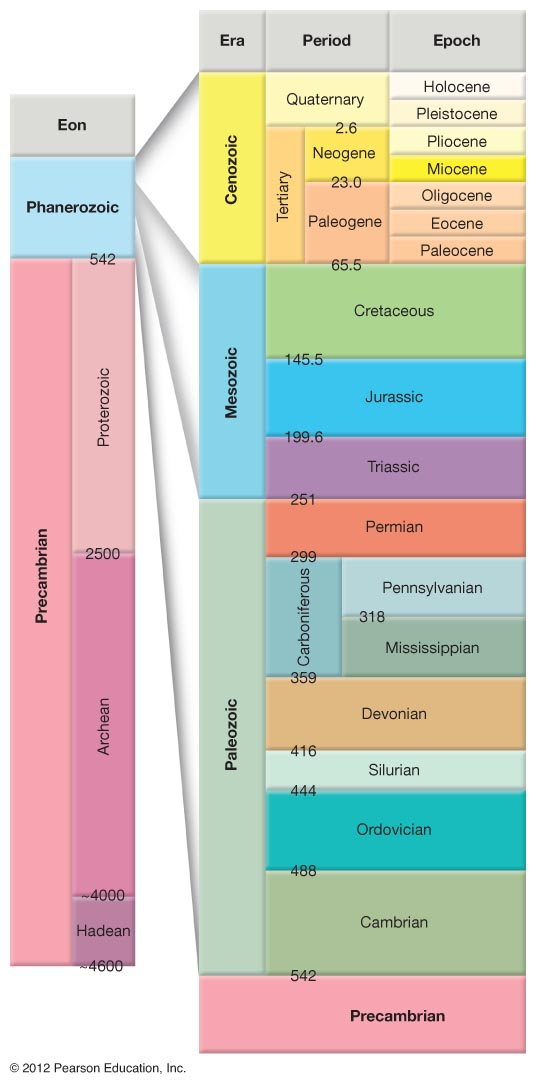 Era Period Epoch
Eon
Phanerozoic
542
Precambrian
Proterozoic
2500
Archean
~4000
Hadean
~4600
Cenozoic
Quaternary
Holocene
Pleistocene
2.6
Tertiary
Neogene
Pliocene
Miocene
23.0
Paleogene
Oligocene
Eocene
Paleocene
65.5
Mesozoic
Cretaceous
145.5
Jurassic
199.6
Triassic
251
Paleozoic
Permian
299
Carboniferous
Pennsylvanian
318
Mississippian
359
Devonian
416
Silurian
444
Ordovician
488
Cambrian
542
Precambrian
© 2012 Pearson Education, Inc.